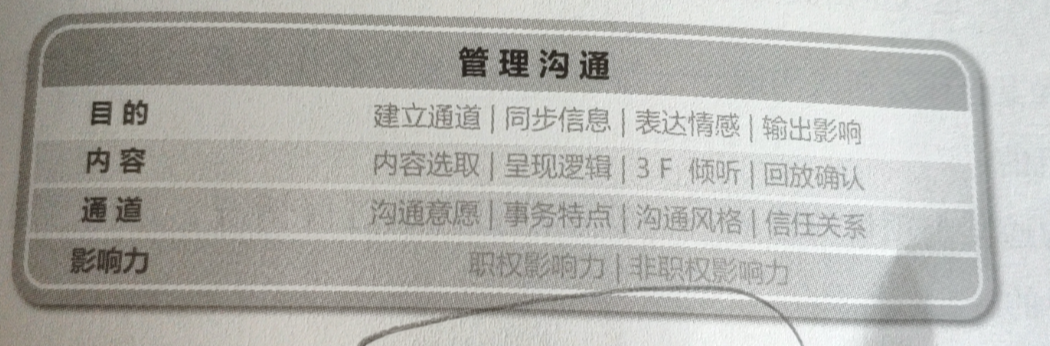 管理沟通
目的 建立通道 | 同步信息 | 表达情感 | 输出影响
内容 内容选取 | 呈现逻辑 | 3F 倾听 | 回放确认
通道 沟通意愿 | 事务特点 | 沟通风格 | 信任关系
影响力 职权影响力 | 非职权影响力